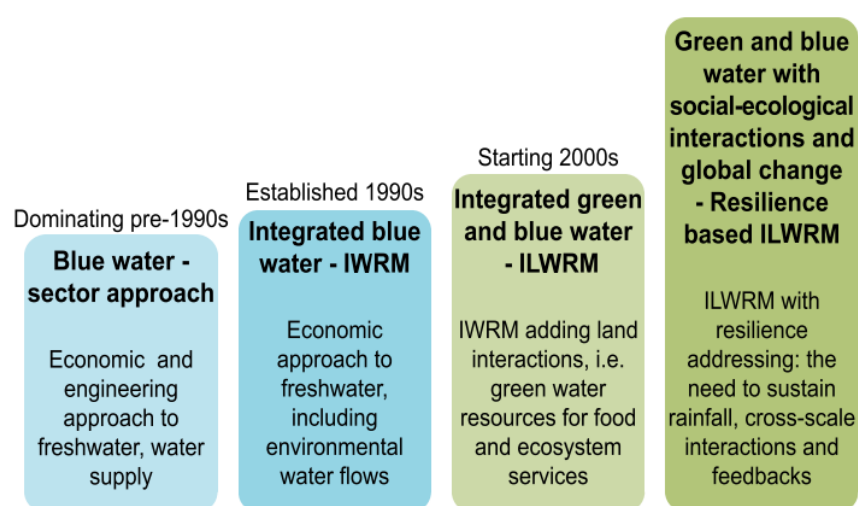 Dominating pre-1990s
Blue water -
sector approach
Economic and
engineering
approach to
freshwater, water
supply
Established 1990s
Integrated blue
water - IWRM
Economic
approach to
freshwater,
including
environmental
water flows
Starting 2000s
Integrated green
and blue water
- ILWRM
IWRM adding land
interactions, i.e.
green water
resources for food
and ecosystem
services
Green and blue
water with
social-ecological
interactions and
global change
- Resilience
based ILWRM
ILWRM with
resilience
addressing: the
need to sustain
rainfall, cross-scale
interactions and
feedbacks